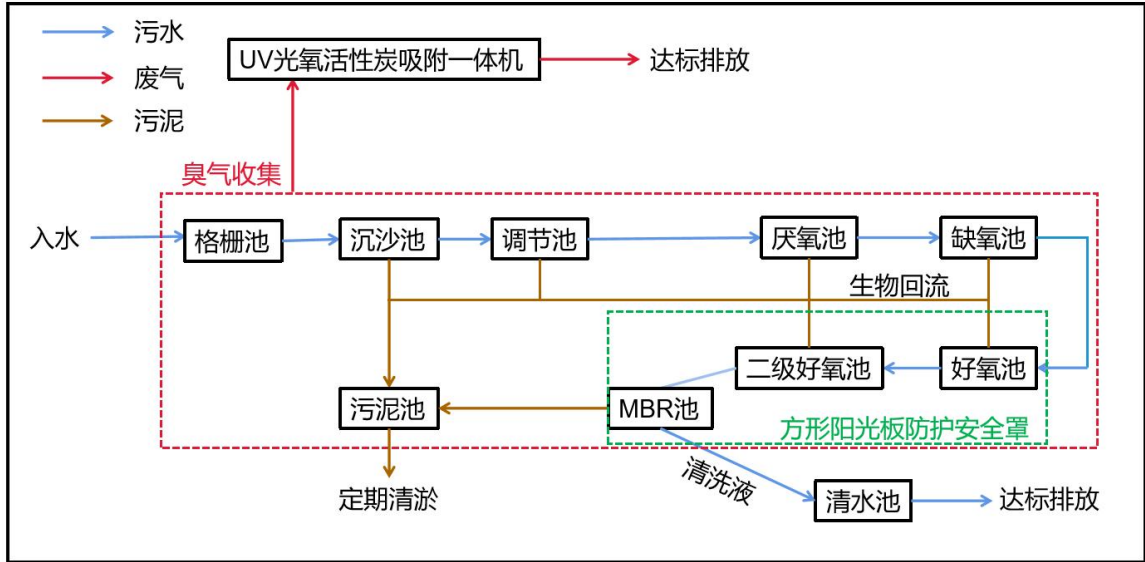 污水
废气
污泥
UV光氧活性炭吸附一体机
达标排放
臭气收集
入水
格栅池
沉沙池
调节池
厌氧池
缺氧池
生物回流
二级好氧池
好氧池
污泥池
MBR池
方形阳光板防护安全罩
清洗液
定期清淤
清水池
达标排放